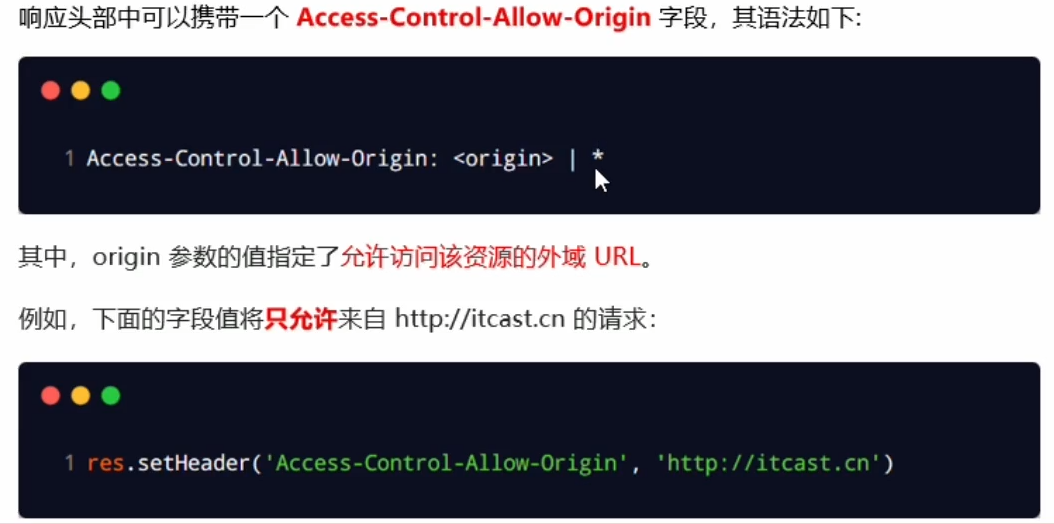 响应头部中可以携带一个 Access-Control-Allow-Origin 字段，其语法如下:
1 Access-Control-Allow-Origin: <origin> | *
其中，origin 参数的值指定了允许访问该资源的外域 URL。
例如，下面的字段值将只允许来自 http://itcast.cn 的请求：
1 res.setHeader('Access-Control-Allow-Origin', 'http://itcast.cn')